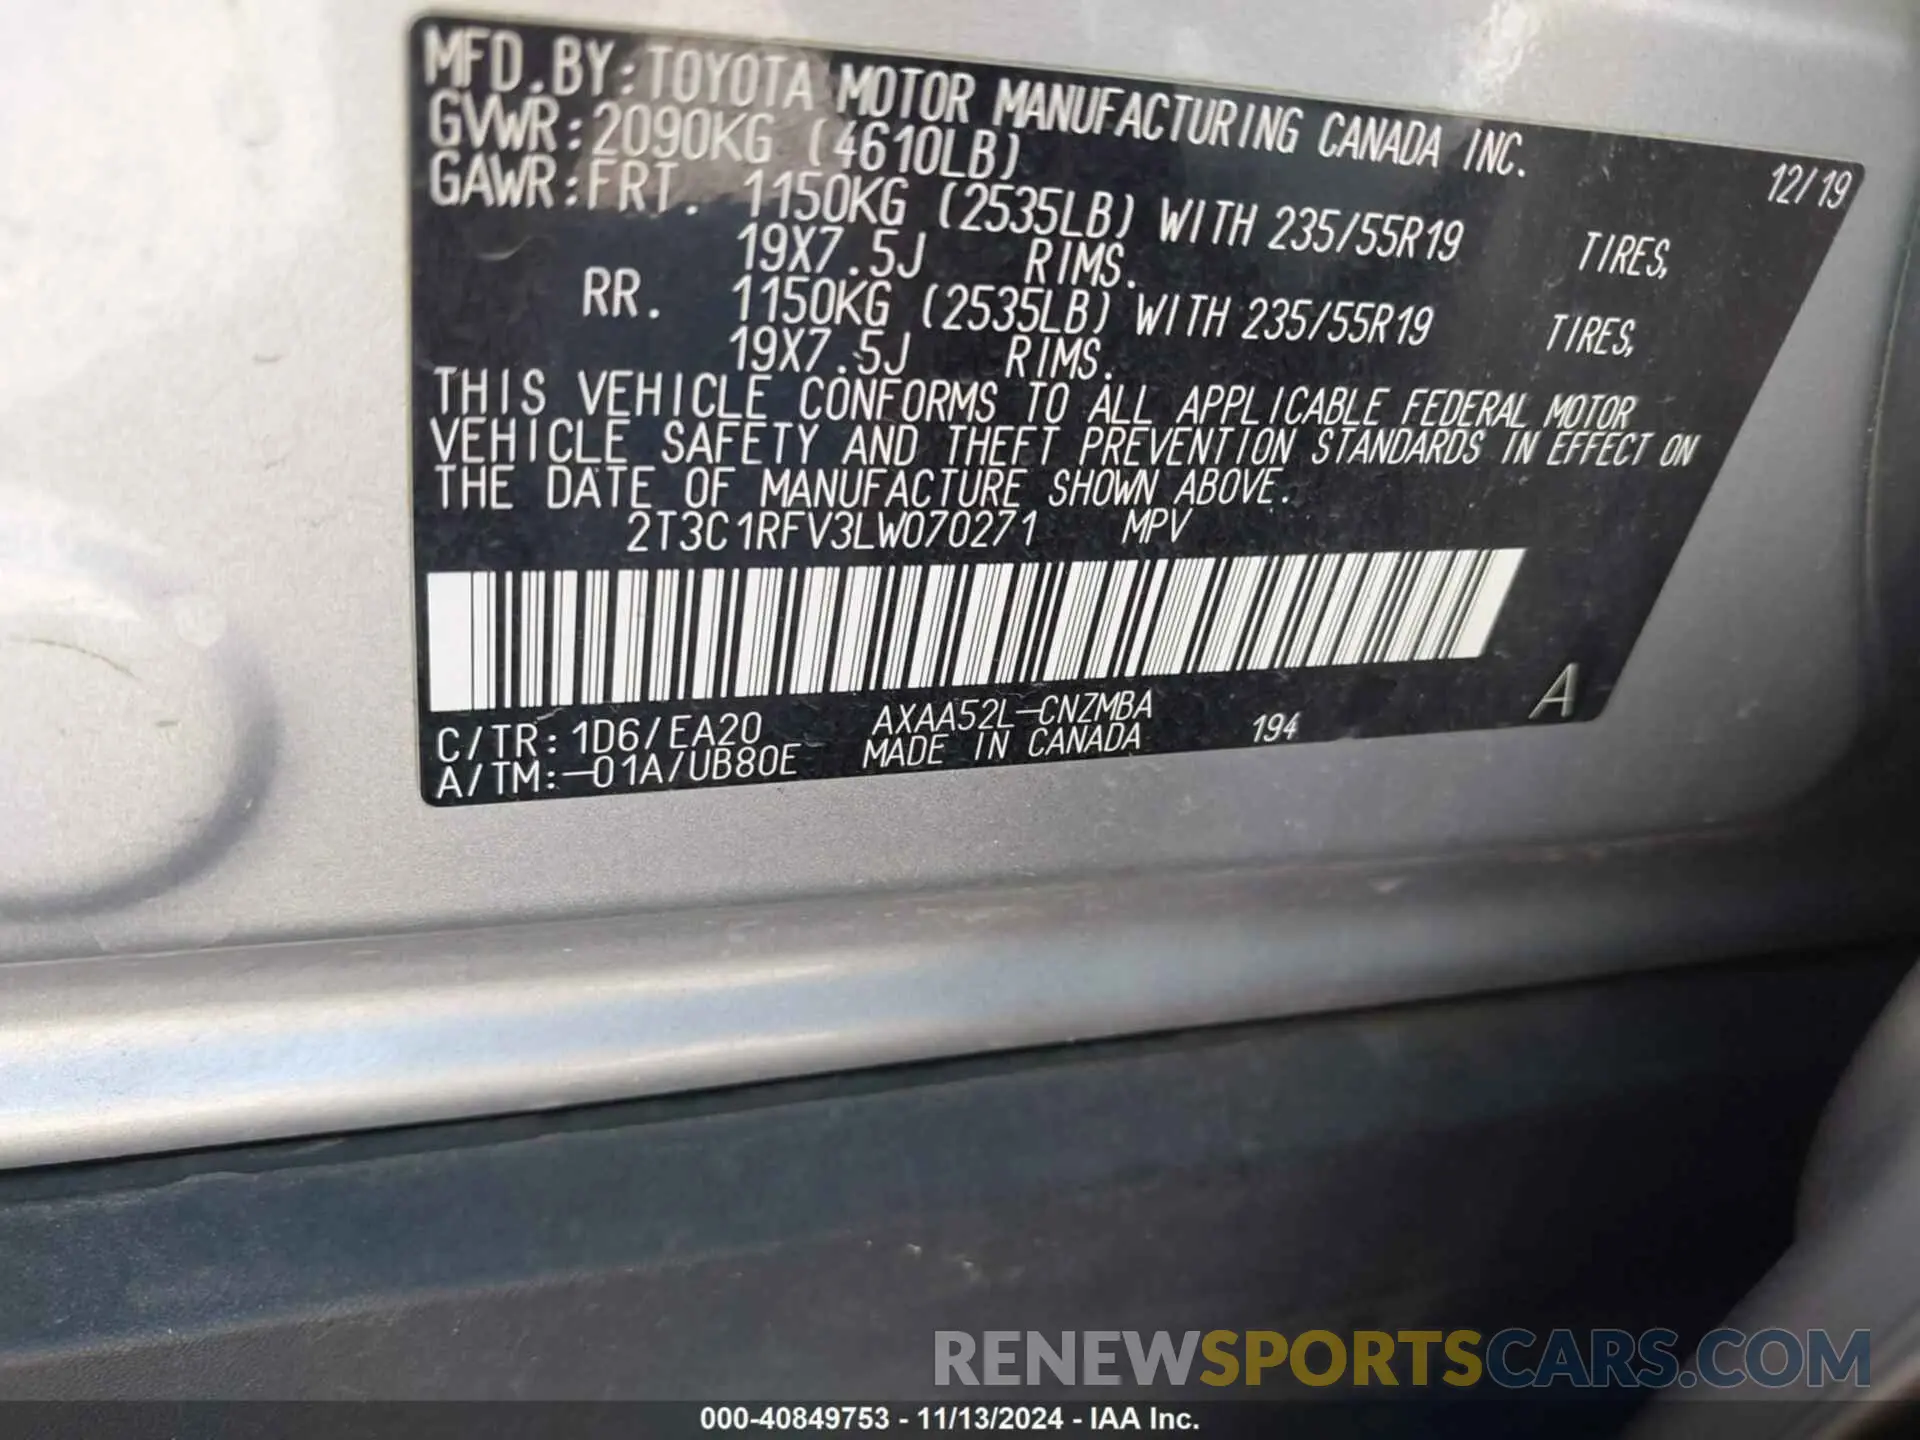 MFD.BY:TOYOTA MOTOR MANUFACTURING CANADA INC.
12/19
GVWR:2090KG (4610LB)
GAWR:FRT. 1150KG (2535LB) WITH 235/55R19 TIRES,
19X7.5J RIMS.
RR. 1150KG (2535LB) WITH 235/55R19 TIRES,
19X7.5J RIMS.
THIS VEHICLE CONFORMS TO ALL APPLICABLE FEDERAL MOTOR
VEHICLE SAFETY AND THEFT PREVENTION STANDARDS IN EFFECT ON
THE DATE OF MANUFACTURE SHOWN ABOVE.
2T3C1RFV3LW070271 MPV
C/TR:1D6/EA20 AXAA52L-CNZMBA 194 A
A/TM:-01A/UB80E MADE IN CANADA
RENEWSPORTSCARS.COM
000-40849753 - 11/13/2024 - IAA Inc.